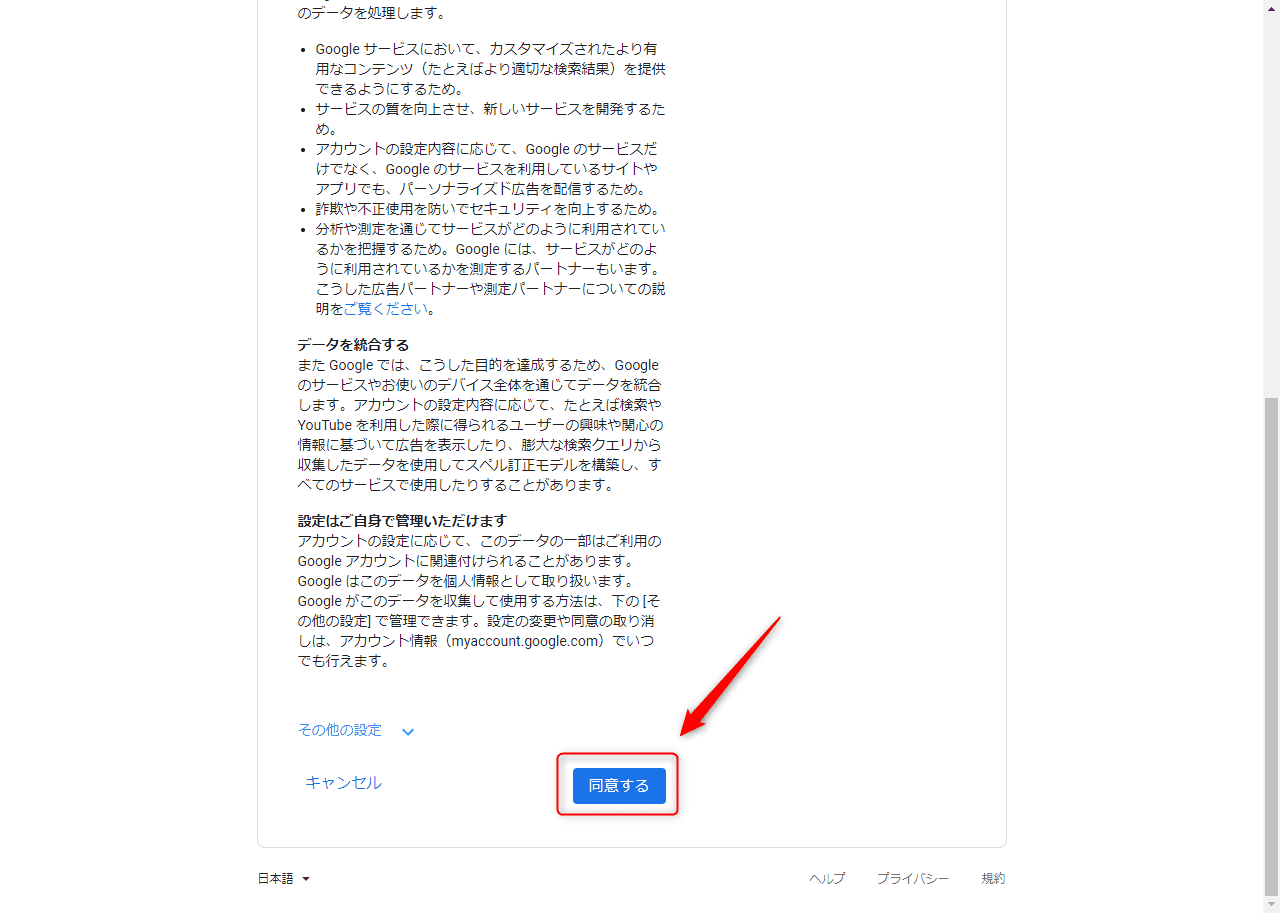 のデータを処理します。
Google サービスにおいて、カスタマイズされたより有
用なコンテンツ（たとえばより適切な検索結果）を提供
できるようにするため。
サービスの質を向上させ、新しいサービスを開発するた
め。
アカウントの設定内容に応じて、Google のサービスだ
けでなく、Google のサービスを利用しているサイトや
アプリでも、パーソナライズド広告を配信するため。
詐欺や不正使用を防いでセキュリティを向上するため。
分析や測定を通じてサービスがどのように利用されてい
るかを把握するため。Google には、サービスがどのよ
うに利用されているかを測定するパートナーもいます。
こうした広告パートナーや測定パートナーについての説
明をご覧ください。
データを統合する
また Google では、こうした目的を達成するため、Google
のサービスやお使いのデバイス全体を通じてデータを統合
します。アカウントの設定内容に応じて、たとえば検索や
YouTube を利用した際に得られるユーザーの興味や関心の
情報に基づいて広告を表示したり、膨大な検索クエリから
収集したデータを使用してスペル訂正モデルを構築し、す
べてのサービスで使用したりすることがあります。
設定はご自身で管理いただけます
アカウントの設定に応じて、このデータの一部はご利用の
Google アカウントに関連付けられることがあります。
Google はこのデータを個人情報として取り扱います。
Google がこのデータを収集して使用する方法は、下の [そ
の他の設定] で管理できます。設定の変更や同意の取り消
しは、アカウント情報（myaccount.google.com）でいつ
でも行えます。
その他の設定
キャンセル
同意する
日本語
ヘルプ
プライバシー
規約